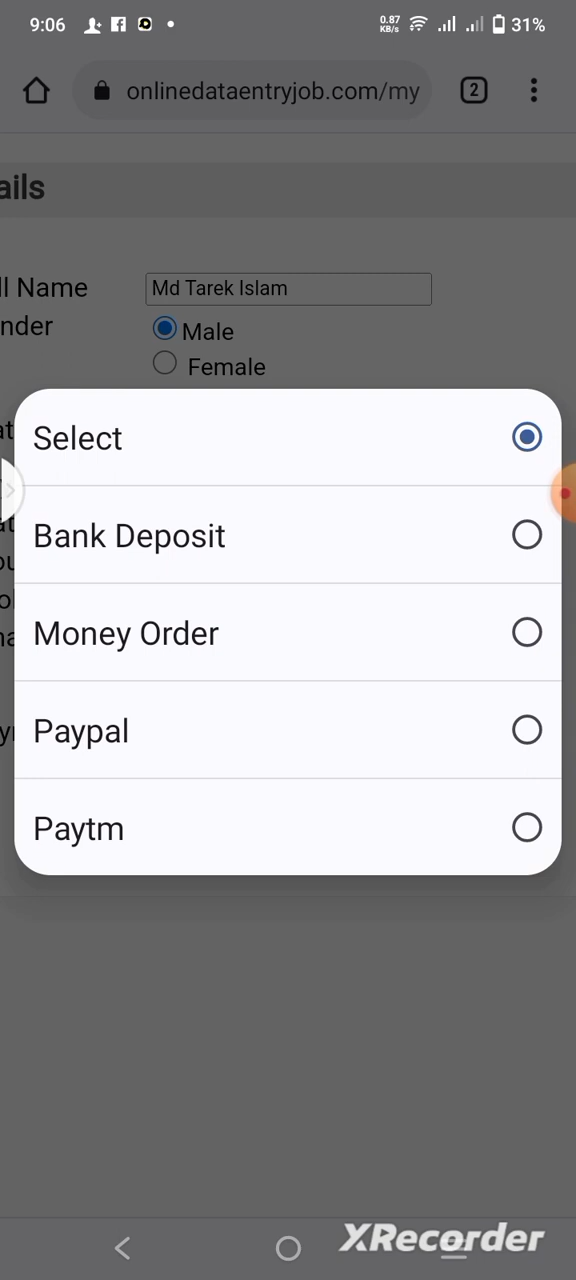 9:06
0.87 KB/s
31%
onlinedataentryjob.com/my
2
ails
ll Name
Md Tarek Islam
nder
Male
Female
Select
Bank Deposit
Money Order
Paypal
Paytm
XRecorder